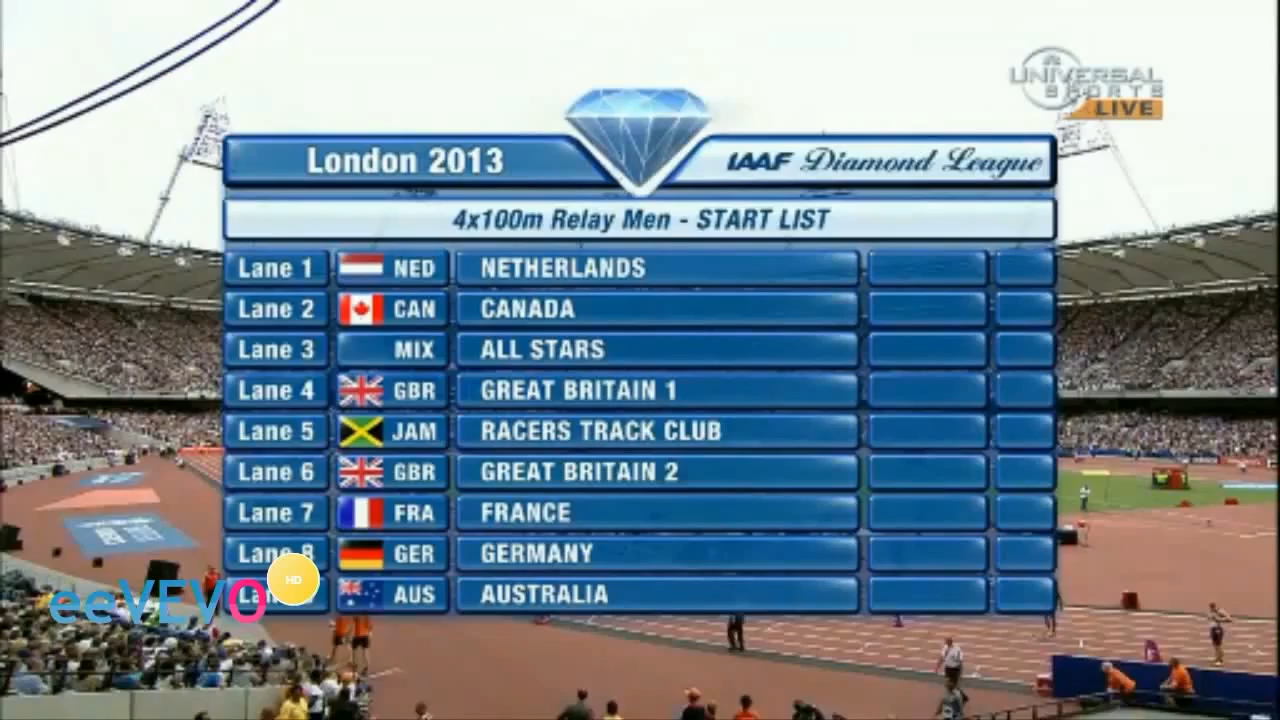 UNIVERSAL
SPORTS
LIVE
London 2013
IAAF Diamond League
4x100m Relay Men - START LIST
Lane 1 NED NETHERLANDS
Lane 2 CAN CANADA
Lane 3 MIX ALL STARS
Lane 4 GBR GREAT BRITAIN 1
Lane 5 JAM RACERS TRACK CLUB
Lane 6 GBR GREAT BRITAIN 2
Lane 7 FRA FRANCE
Lane 8 GER GERMANY
AUS AUSTRALIA
HD
eeVEVO